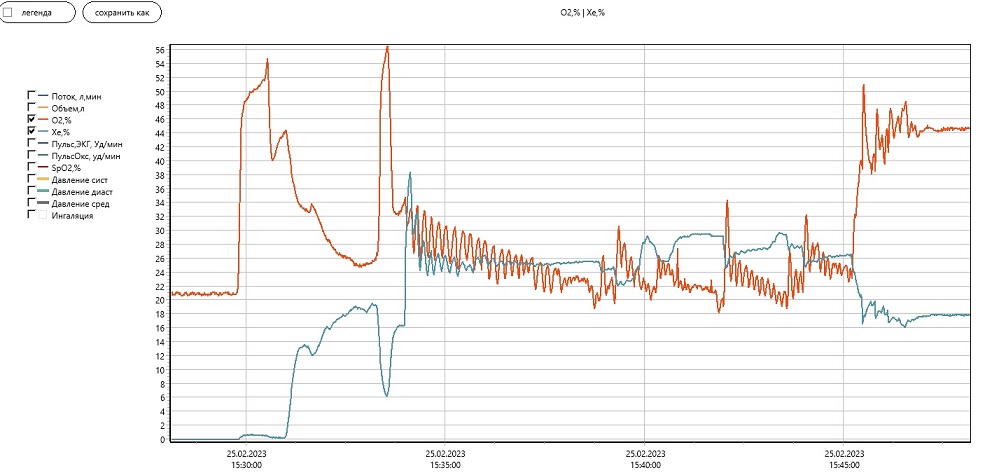 легенда
сохранить как
O2,% | Xe,%
Поток, л,мин
Объем,л
O2,%
Xe,%
Пульс,ЭКГ, Уд/мин
ПульсОкс, уд/мин
SpO2,%
Давление сист
Давление диаст
Давление сред
Ингаляция
56
54
52
50
48
46
44
42
40
38
36
34
32
30
28
26
24
22
20
18
16
14
12
10
8
6
4
2
0
25.02.2023 25.02.2023 25.02.2023 25.02.2023
15:30:00 15:35:00 15:40:00 15:45:00